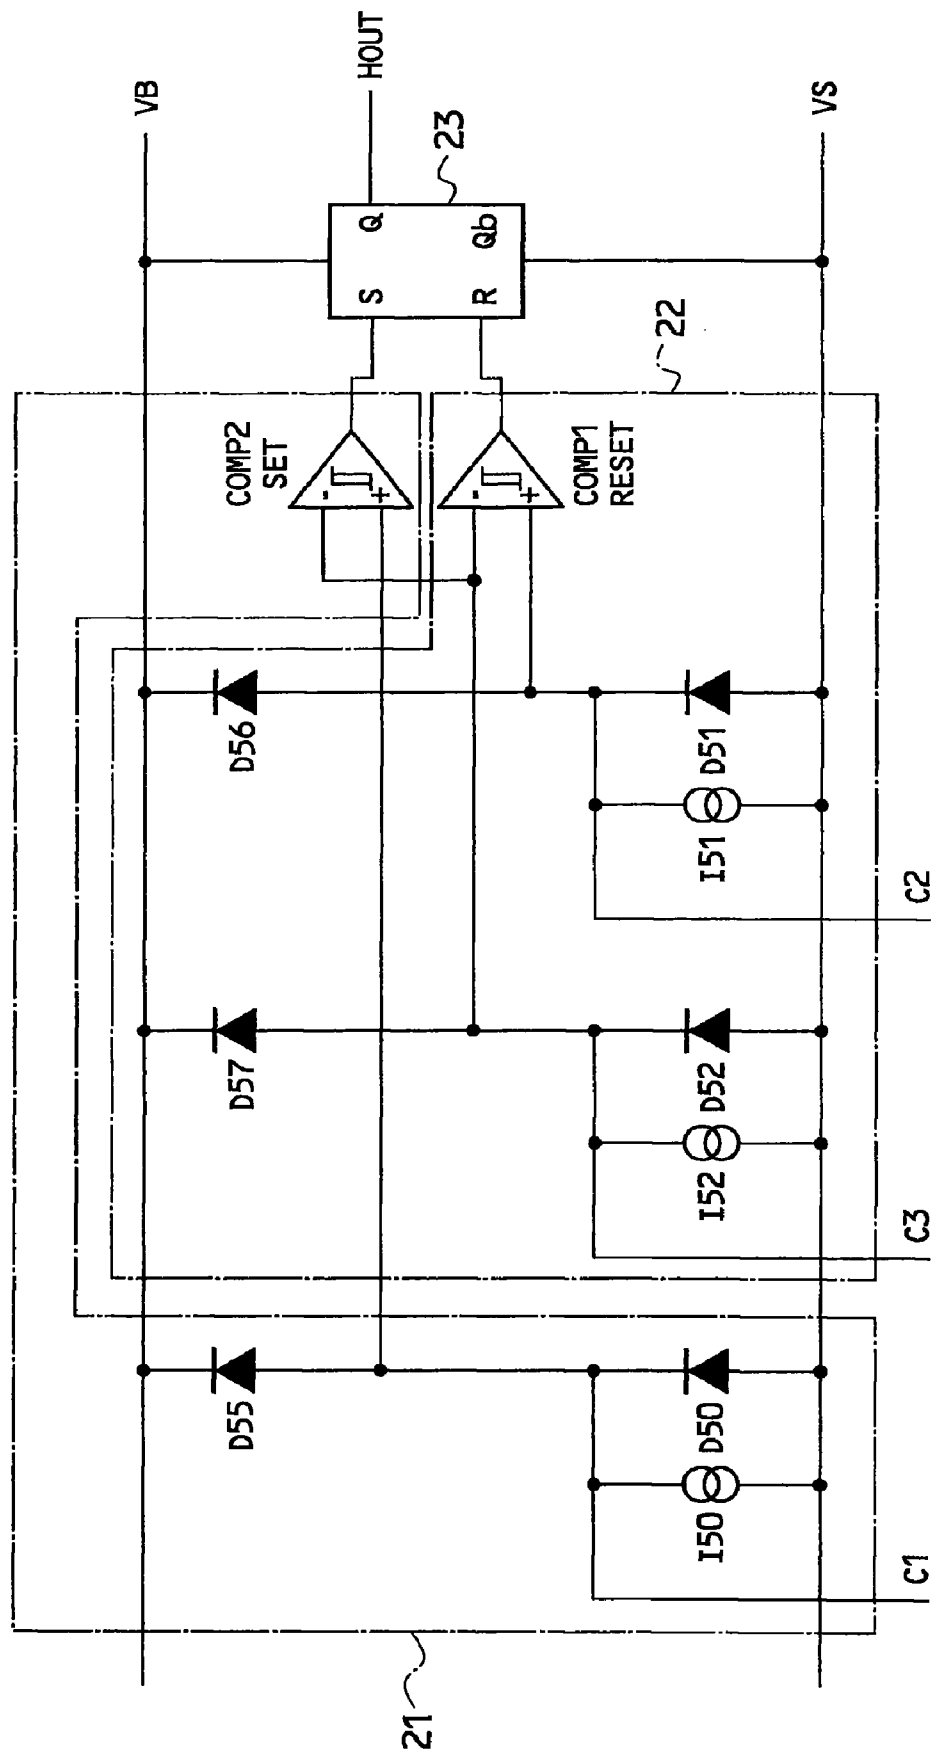 VB
HOUT
VS
23
Q
Qb
S
R
22
COMP2
SET
-
+
COMP1
RESET
-
+
D56
D51
I51
C2
D57
D52
I52
C3
D55
D50
I50
C1
21